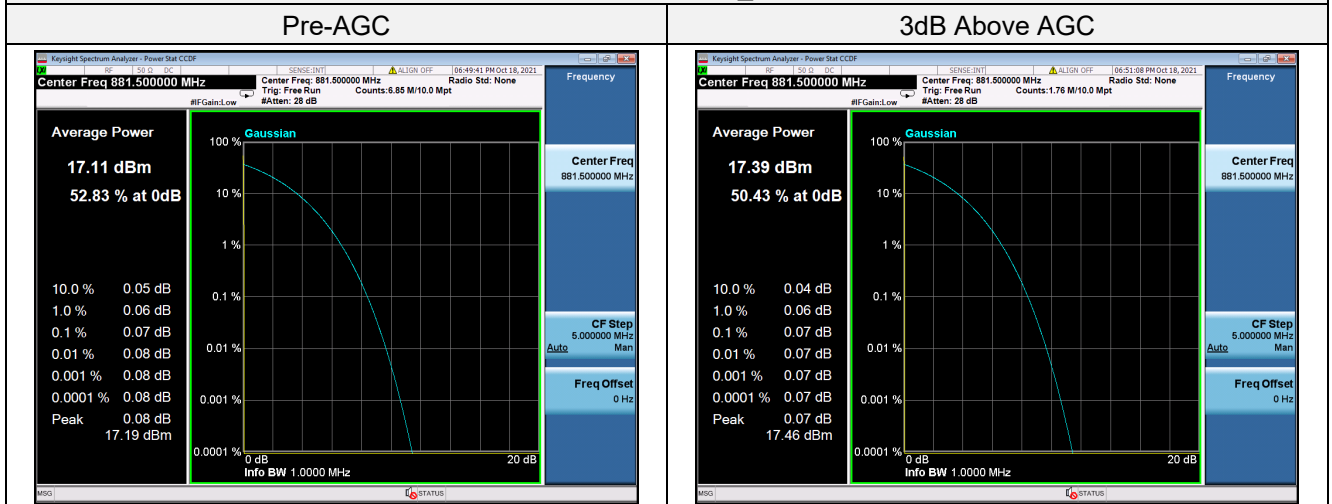 Pre-AGC
3dB Above AGC
Keysight Spectrum Analyzer - Power Stat CCDF
RF 50 Ω DC SENSE:INT ALIGN OFF 06:49:41 PM Oct 18, 2021
Center Freq 881.500000 MHz
Center Freq: 881.500000 MHz Radio Std: None
Trig: Free Run Counts:6.85 M/10.0 Mpt
#IFGain:Low #Atten: 28 dB
Frequency
Average Power
17.11 dBm
52.83 % at 0dB
10.0 % 0.05 dB
1.0 % 0.06 dB
0.1 % 0.07 dB
0.01 % 0.08 dB
0.001 % 0.08 dB
0.0001 % 0.08 dB
Peak 0.08 dB
17.19 dBm
Gaussian
100 %
10 %
1 %
0.1 %
0.01 %
0.001 %
0.0001 %
0 dB 20 dB
Info BW 1.0000 MHz
Center Freq
881.500000 MHz
CF Step
5.000000 MHz
Auto Man
Freq Offset
0 Hz
MSG STATUS
Keysight Spectrum Analyzer - Power Stat CCDF
RF 50 Ω DC SENSE:INT ALIGN OFF 06:51:08 PM Oct 18, 2021
Center Freq 881.500000 MHz
Center Freq: 881.500000 MHz Radio Std: None
Trig: Free Run Counts:1.76 M/10.0 Mpt
#IFGain:Low #Atten: 28 dB
Frequency
Average Power
17.39 dBm
50.43 % at 0dB
10.0 % 0.04 dB
1.0 % 0.06 dB
0.1 % 0.07 dB
0.01 % 0.07 dB
0.001 % 0.07 dB
0.0001 % 0.07 dB
Peak 0.07 dB
17.46 dBm
Gaussian
100 %
10 %
1 %
0.1 %
0.01 %
0.001 %
0.0001 %
0 dB 20 dB
Info BW 1.0000 MHz
Center Freq
881.500000 MHz
CF Step
5.000000 MHz
Auto Man
Freq Offset
0 Hz
MSG STATUS